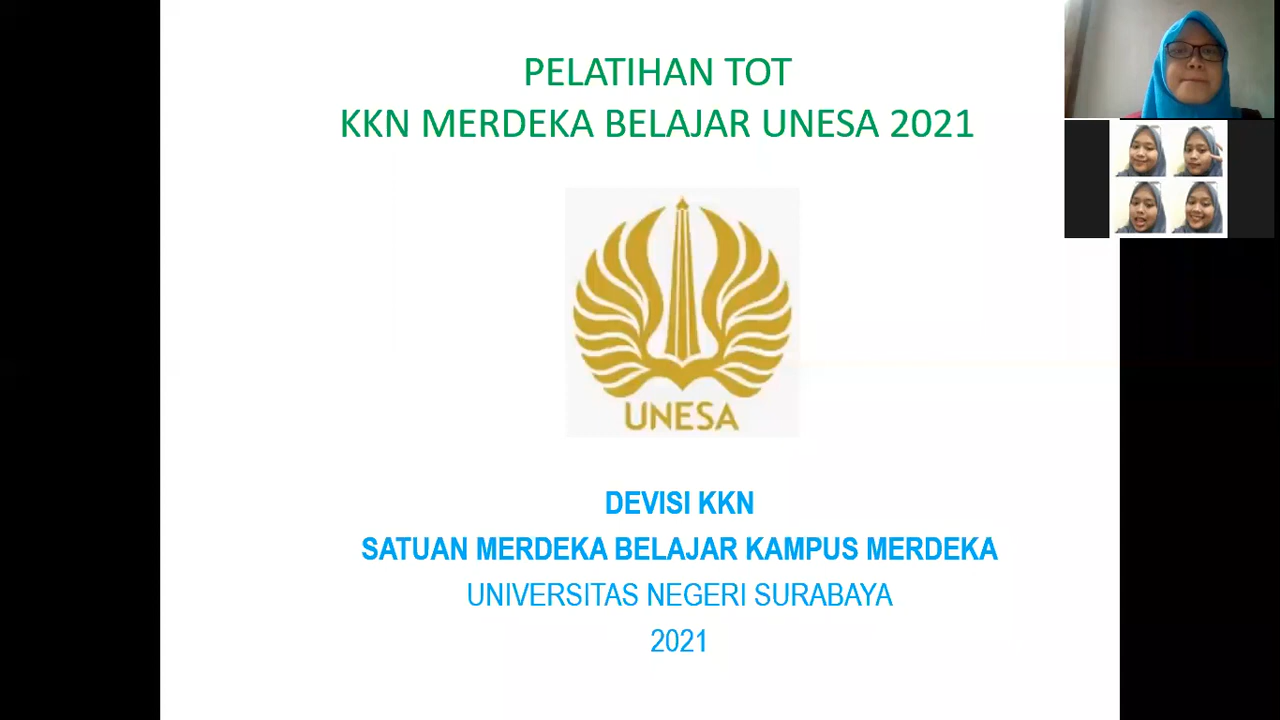 PELATIHAN TOT
KKN MERDEKA BELAJAR UNESA 2021
UNESA
DEVISI KKN
SATUAN MERDEKA BELAJAR KAMPUS MERDEKA
UNIVERSITAS NEGERI SURABAYA
2021